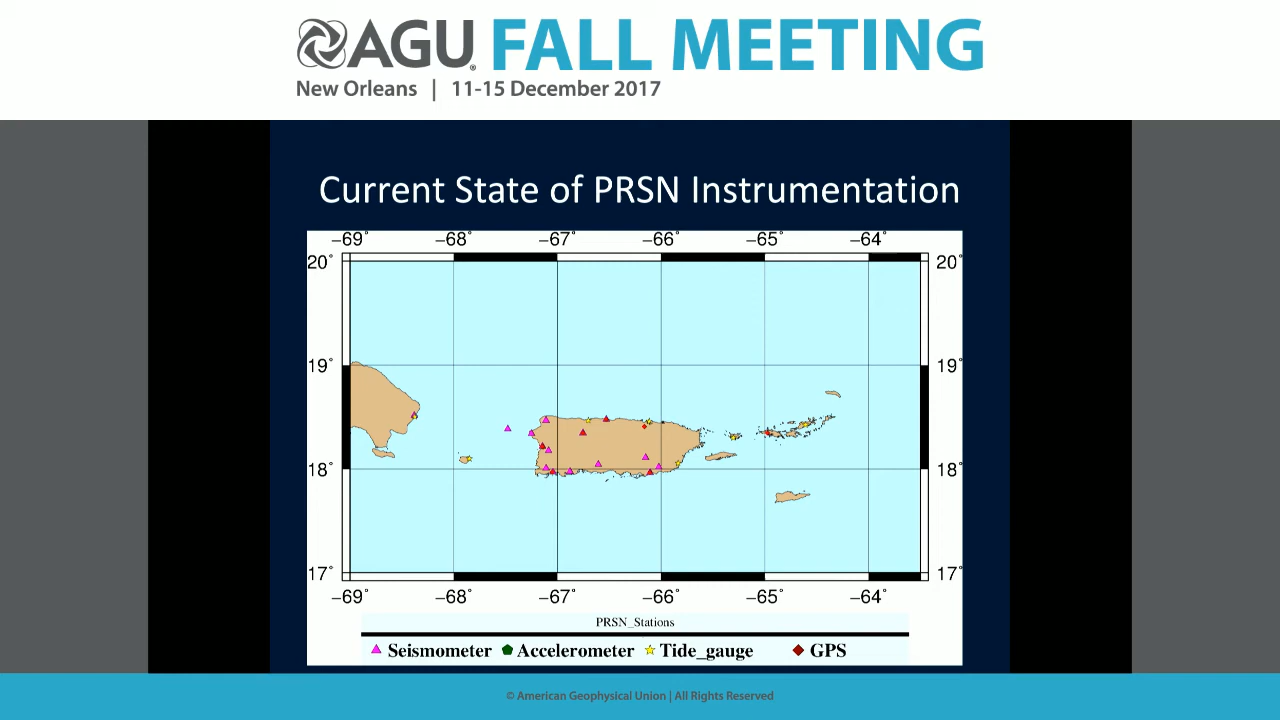 AGU FALL MEETING
New Orleans | 11-15 December 2017
Current State of PRSN Instrumentation
−69° −68° −67° −66° −65° −64°
20° 20°
19° 19°
18° 18°
17° 17°
−69° −68° −67° −66° −65° −64°
PRSN_Stations
Seismometer Accelerometer Tide_gauge GPS
© American Geophysical Union | All Rights Reserved